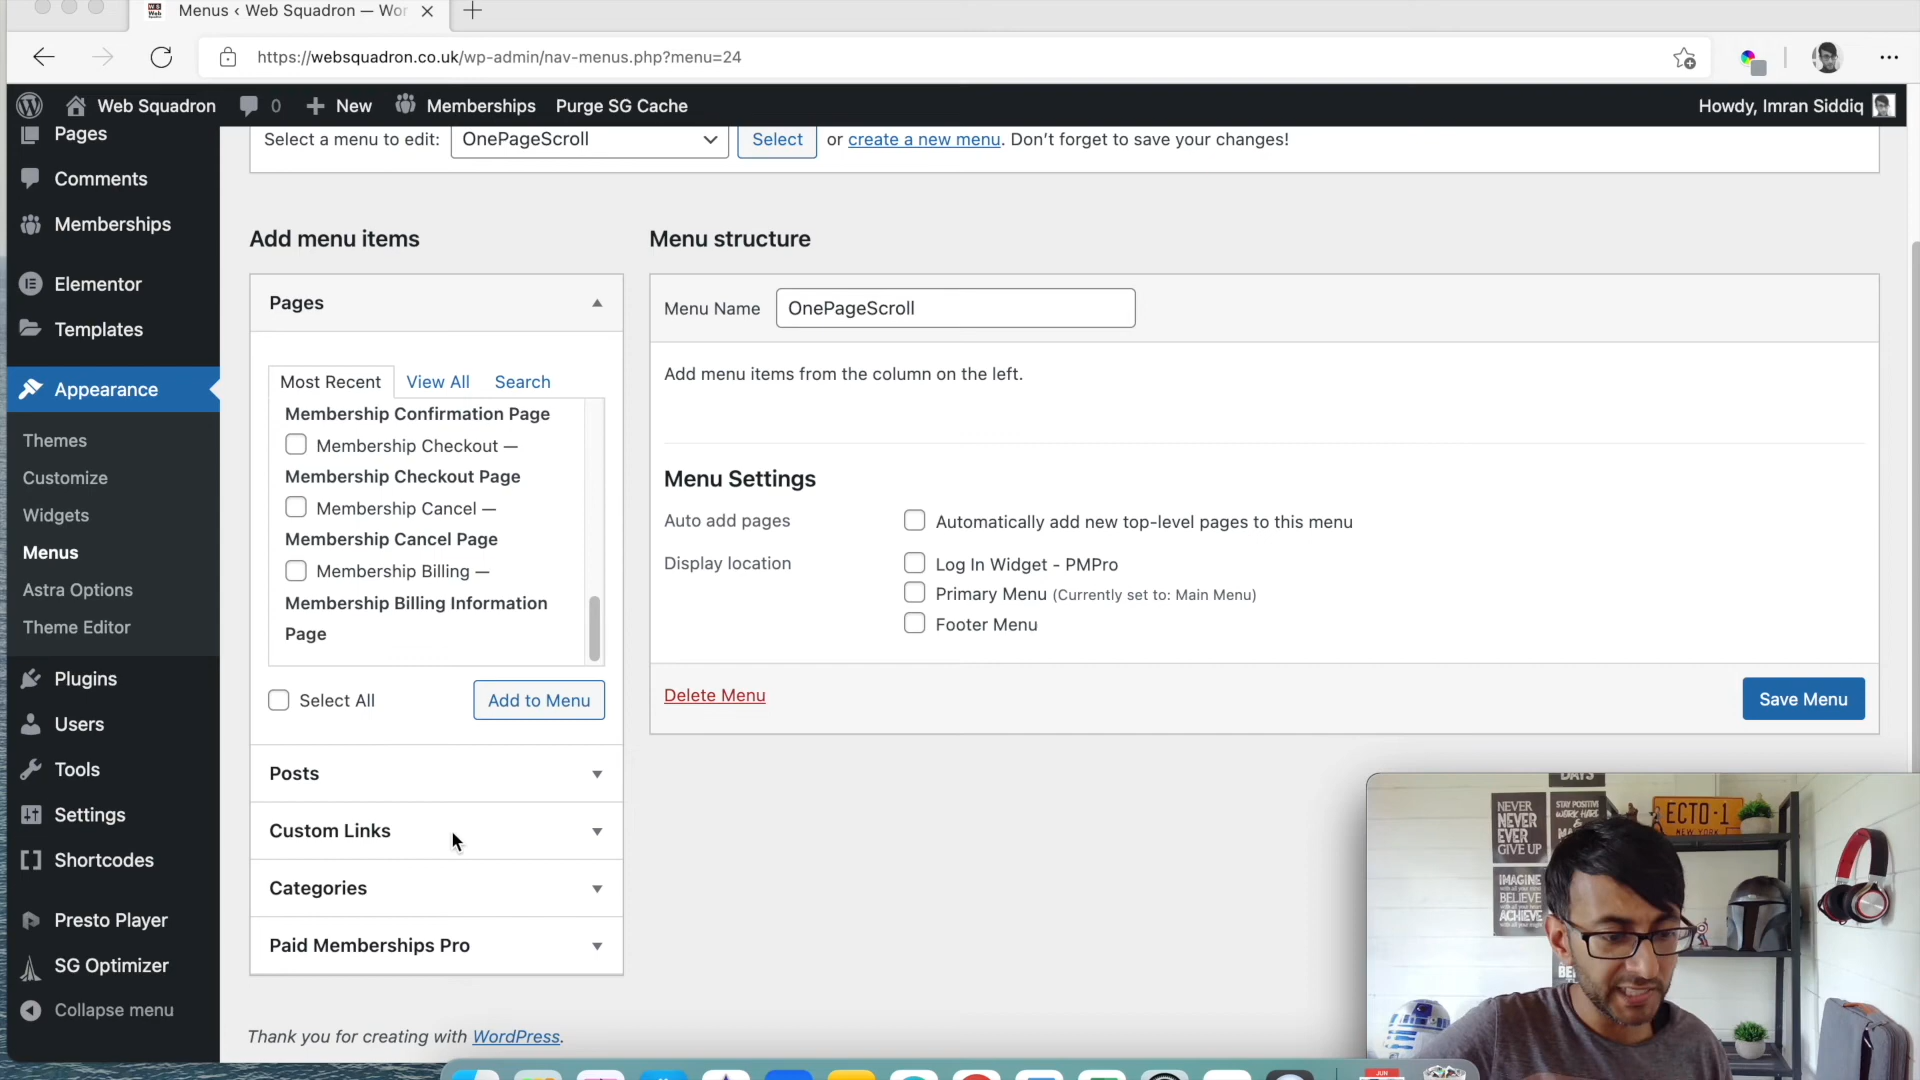 Menus ‹ Web Squadron — Wor
https://websquadron.co.uk/wp-admin/nav-menus.php?menu=24
Web Squadron 0 New Memberships Purge SG Cache Howdy, Imran Siddiq
Pages
Comments
Memberships
Elementor
Templates
Appearance
Themes
Customize
Widgets
Menus
Astra Options
Theme Editor
Plugins
Users
Tools
Settings
Shortcodes
Presto Player
SG Optimizer
Collapse menu
Select a menu to edit: OnePageScroll Select or create a new menu. Don’t forget to save your changes!
Add menu items
Pages
Most Recent View All Search
Membership Confirmation Page
Membership Checkout —
Membership Checkout Page
Membership Cancel —
Membership Cancel Page
Membership Billing —
Membership Billing Information
Page
Select All Add to Menu
Posts
Custom Links
Categories
Paid Memberships Pro
Menu structure
Menu Name OnePageScroll
Add menu items from the column on the left.
Menu Settings
Auto add pages Automatically add new top-level pages to this menu
Display location Log In Widget - PMPro
Primary Menu (Currently set to: Main Menu)
Footer Menu
Delete Menu Save Menu
Thank you for creating with WordPress.
DAYS
NEVER
NEVER
EVER
GIVE UP
STAY POSITIVE
WORK HARD
ECTO-1
NEW YORK
IMAGINE
BELIEVE
ACHIEVE
JUN